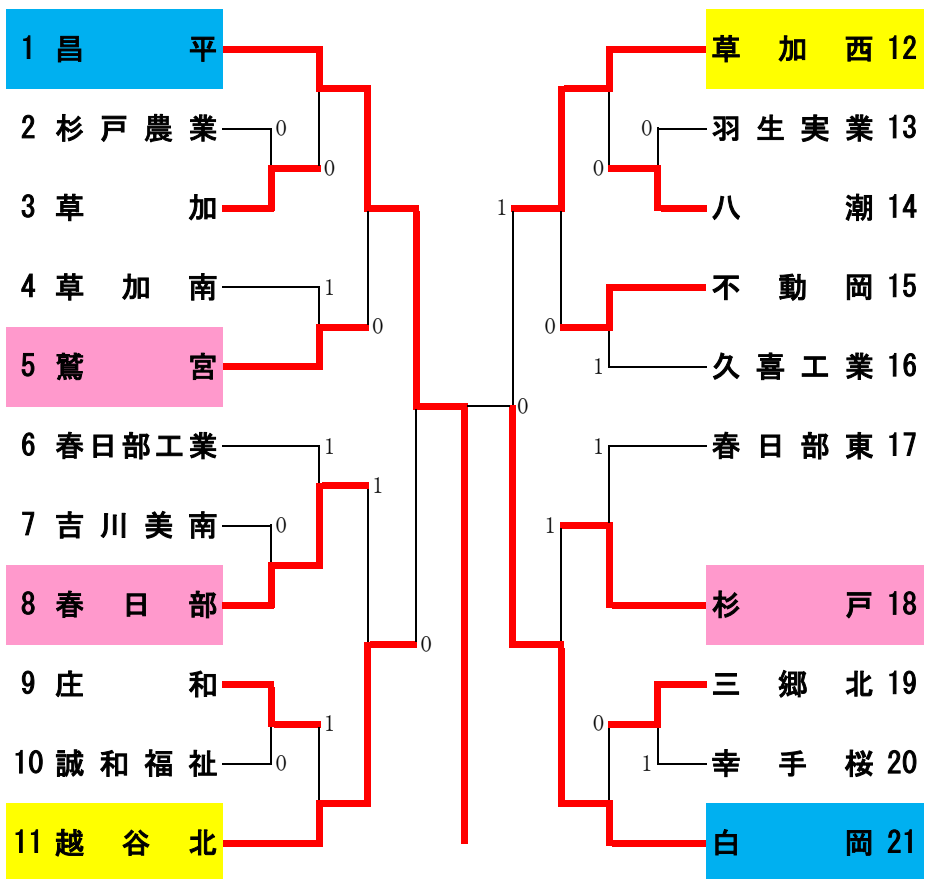 1 昌 平
2 杉 戸 農 業
3 草 加
4 草 加 南
5 鷲 宮
6 春日部工業
7 吉 川 美 南
8 春 日 部
9 庄 和
10 誠 和 福 祉
11 越 谷 北
0
0
1
0
1
1
0
0
1
0
草 加 西 12
羽 生 実 業 13
八 潮 14
不 動 岡 15
久 喜 工 業 16
春 日 部 東 17
杉 戸 18
三 郷 北 19
幸 手 桜 20
白 岡 21
0
0
1
0
1
0
1
1
0
1